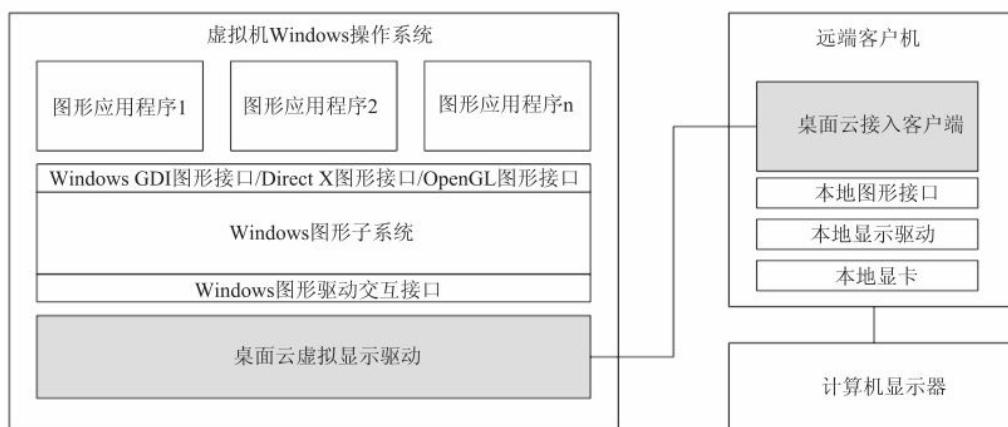 虚拟机Windows操作系统
图形应用程序1
图形应用程序2
图形应用程序n
Windows GDI图形接口/Direct X图形接口/OpenGL图形接口
Windows图形子系统
Windows图形驱动交互接口
桌面云虚拟显示驱动
远端客户机
桌面云接入客户端
本地图形接口
本地显示驱动
本地显卡
计算机显示器